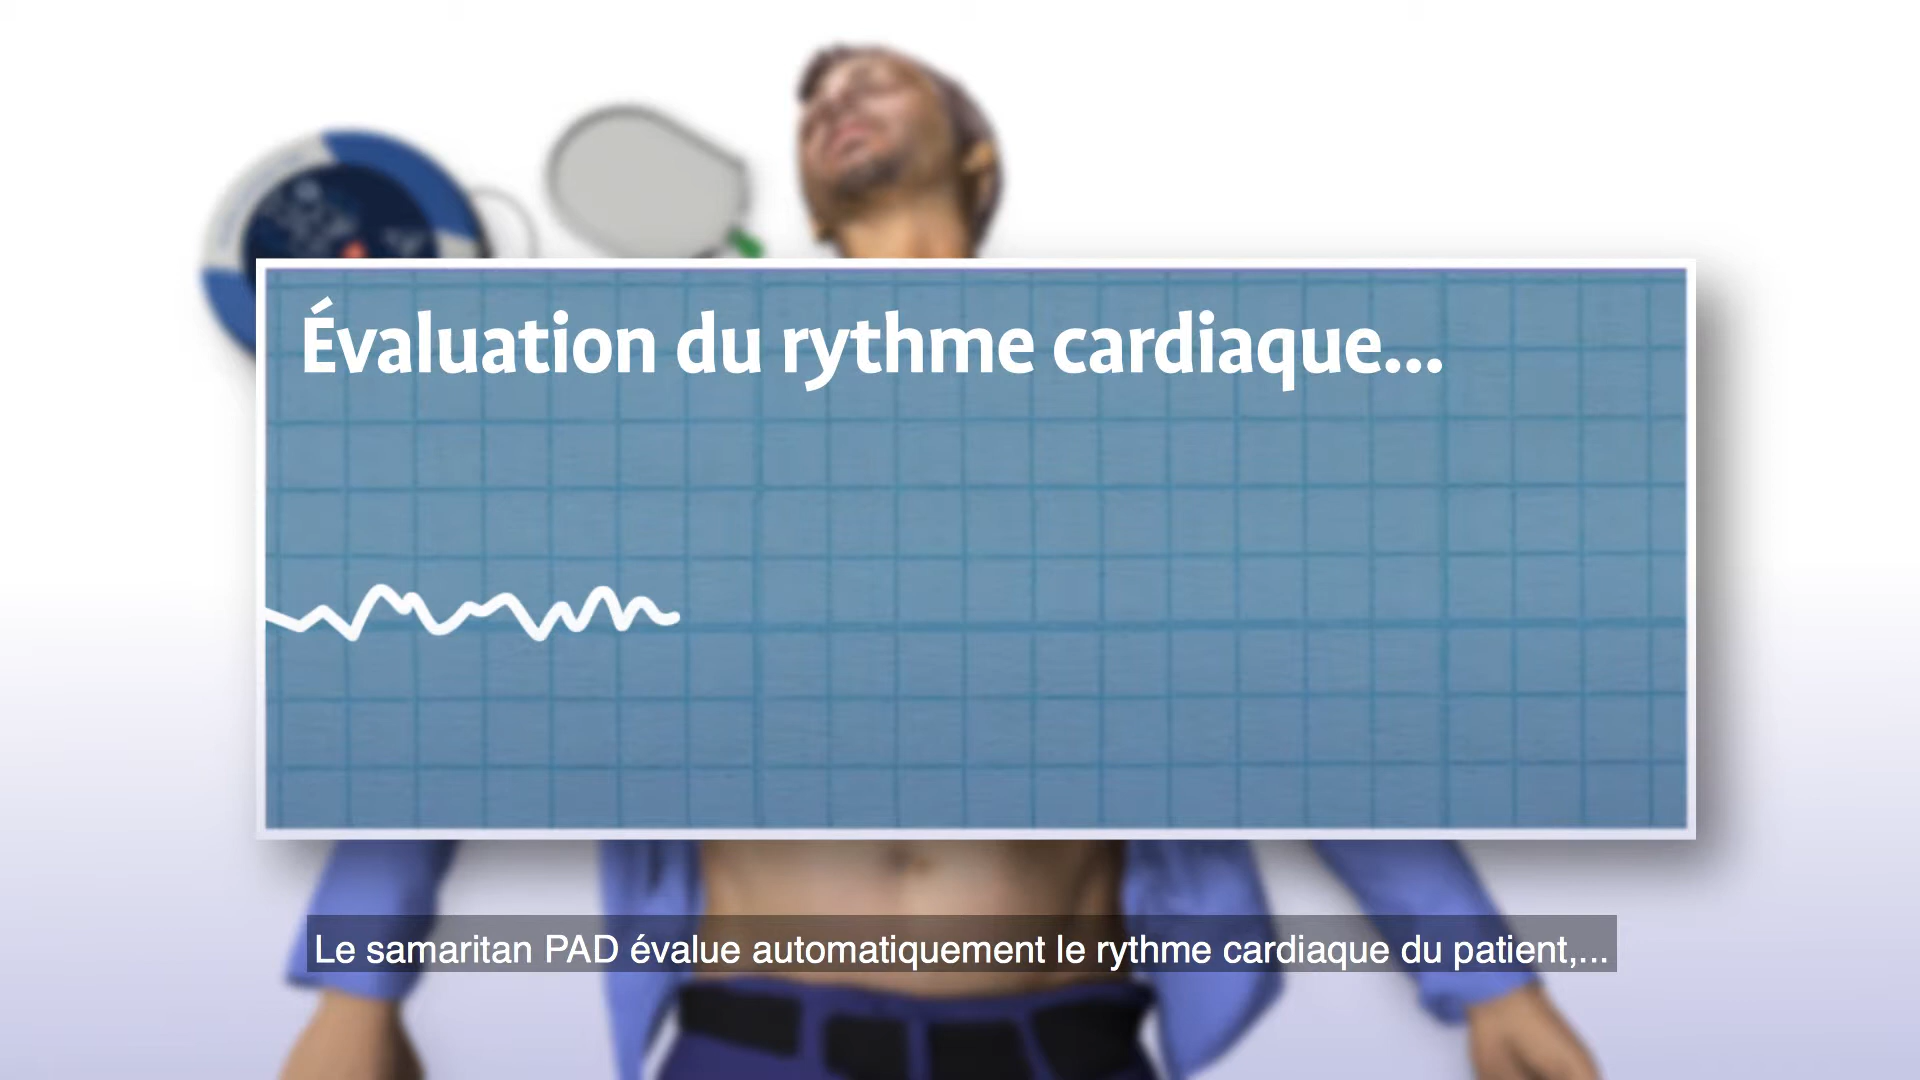 Évaluation du rythme cardiaque...
Le samaritan PAD évalue automatiquement le rythme cardiaque du patient,...